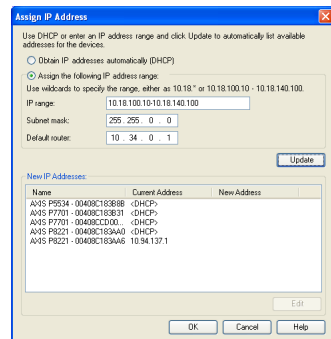 Assign IP Address
Use DHCP or enter an IP address range and click Update to automatically list available
addresses for the devices.
Obtain IP addresses automatically (DHCP)
Assign the following IP address range:
Use wildcards to specify the range, either as 10.18.* or 10.18.100.10 - 10.18.140.100.
IP range: 10.18.100.10-10.18.140.100
Subnet mask: 255 . 255 . 0 . 0
Default router: 10 . 34 . 0 . 1
Update
New IP Addresses:
Name Current Address New Address
AXIS P5534 - 00408C183B8B <DHCP>
AXIS P7701 - 00408C183B31 <DHCP>
AXIS P7701 - 00408CCD00... <DHCP>
AXIS P8221 - 00408C183AA0 <DHCP>
AXIS P8221 - 00408C183AA6 10.94.137.1
Edit
OK Cancel Help